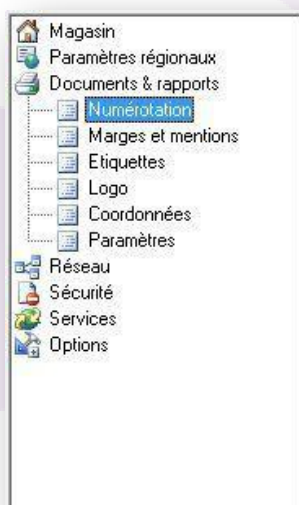 Magasin
Paramètres régionaux
Documents & rapports
Numérotation
Marges et mentions
Etiquettes
Logo
Coordonnées
Paramètres
Réseau
Sécurité
Services
Options